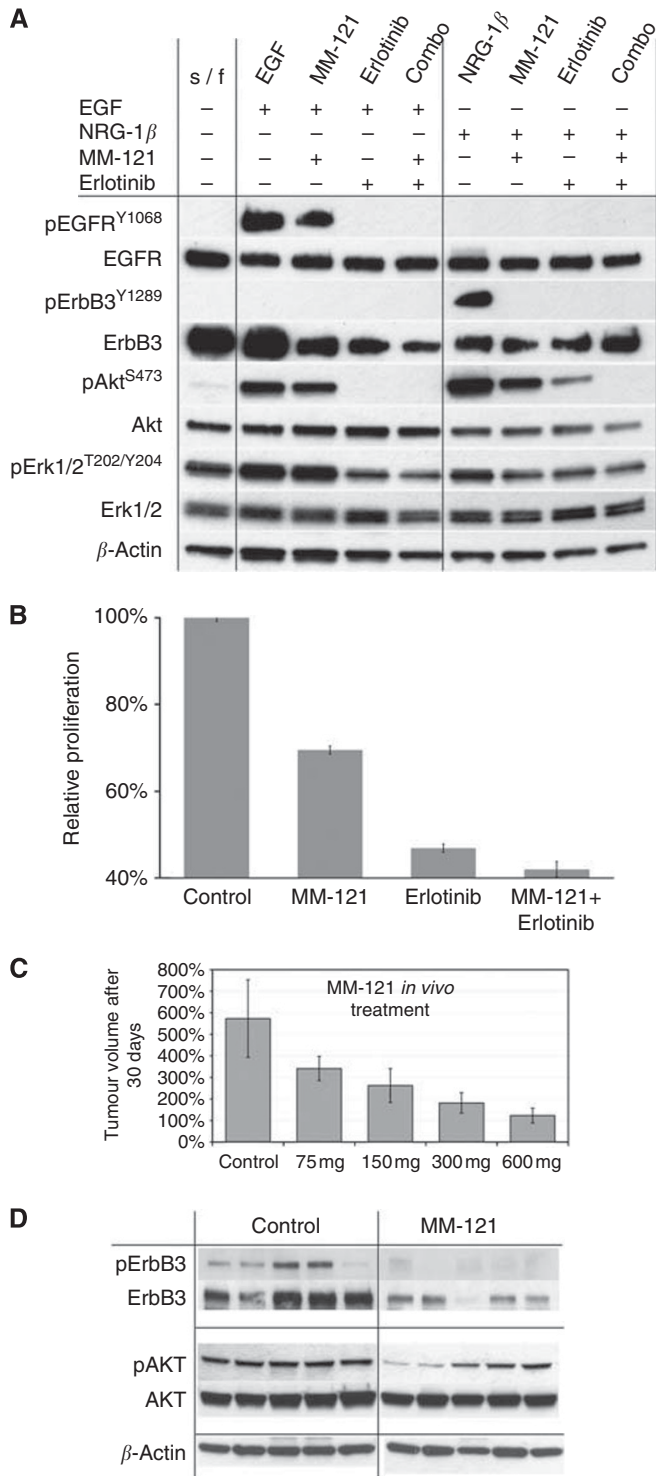 A
s / f EGF MM-121 Erlotinib Combo NRG-1β MM-121 Erlotinib Combo
EGF – + + + + – – – –
NRG-1β – – – – – + + + +
MM-121 – – + – + – + – +
Erlotinib – – – + + – – + +
pEGFR^Y1068
EGFR
pErbB3^Y1289
ErbB3
pAkt^S473
Akt
pErk1/2^T202/Y204
Erk1/2
β-Actin
B
Relative proliferation
100%
80%
60%
40%
Control MM-121 Erlotinib MM-121+
Erlotinib
C
Tumour volume after
30 days
800%
700%
600%
500%
400%
300%
200%
100%
0%
MM-121 in vivo
treatment
Control 75 mg 150 mg 300 mg 600 mg
D
Control MM-121
pErbB3
ErbB3
pAKT
AKT
β-Actin